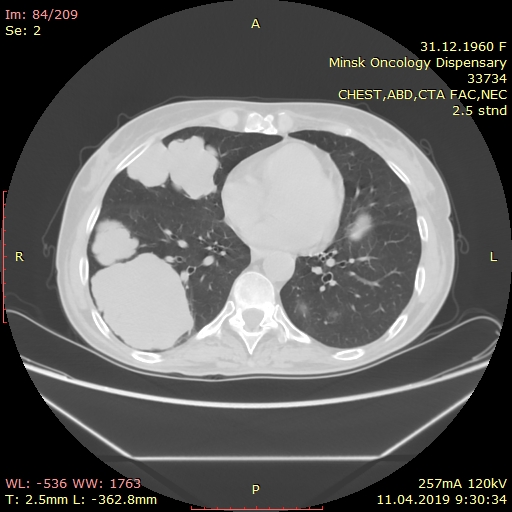 Im: 84/209
Se: 2
A
31.12.1960 F
Minsk Oncology Dispensary
33734
CHEST,ABD,CTA FAC,NEC
2.5 stnd
R
L
WL: -536 WW: 1763
T: 2.5mm L: -362.8mm
P
257mA 120kV
11.04.2019 9:30:34